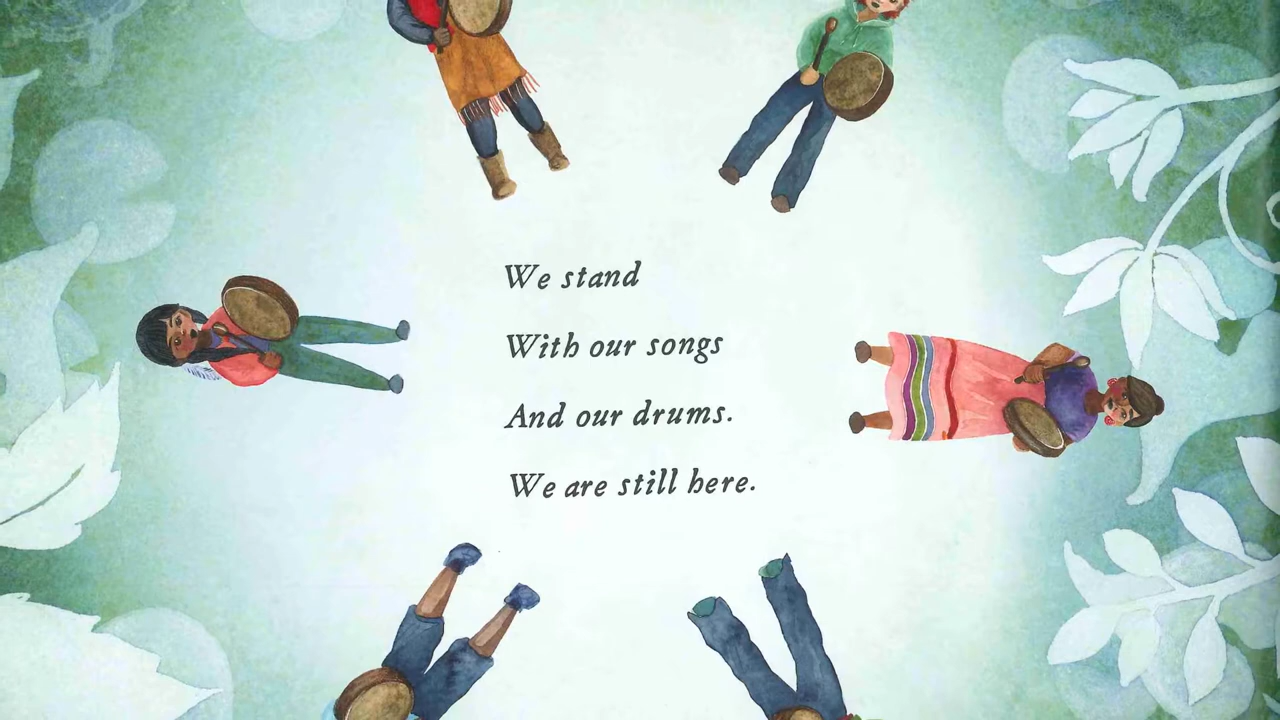 We stand
With our songs
And our drums.
We are still here.